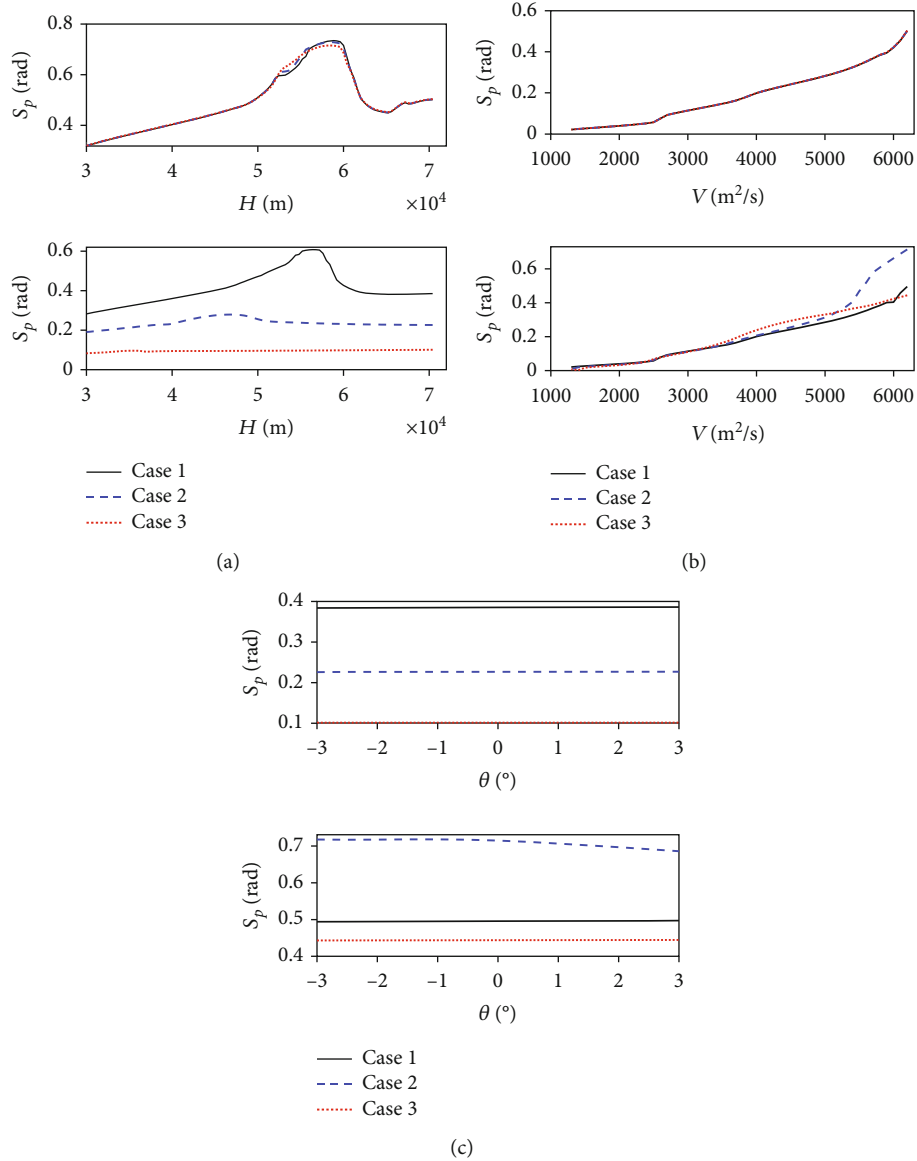 0.8
0.6
0.4
S_p (rad)
3 4 5 6 7
H (m) ×10^4
0.6
0.4
0.2
0
S_p (rad)
3 4 5 6 7
H (m) ×10^4
Case 1
Case 2
Case 3
(a)
0.6
0.4
0.2
0
S_p (rad)
1000 2000 3000 4000 5000 6000
V (m^2/s)
0.6
0.4
0.2
0
S_p (rad)
1000 2000 3000 4000 5000 6000
V (m^2/s)
Case 1
Case 2
Case 3
(b)
0.4
0.3
0.2
0.1
S_p (rad)
–3 –2 –1 0 1 2 3
θ (°)
0.7
0.6
0.5
0.4
S_p (rad)
–3 –2 –1 0 1 2 3
θ (°)
Case 1
Case 2
Case 3
(c)